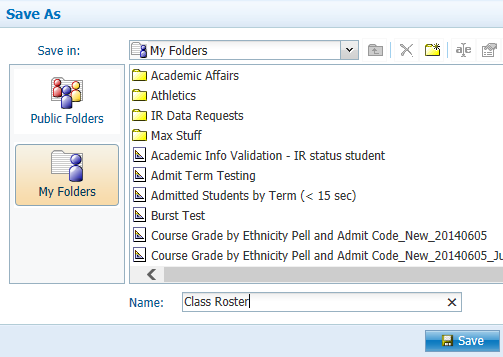 Save As
Save in:
My Folders
Public Folders
My Folders
Academic Affairs
Athletics
IR Data Requests
Max Stuff
Academic Info Validation - IR status student
Admit Term Testing
Admitted Students by Term (< 15 sec)
Burst Test
Course Grade by Ethnicity Pell and Admit Code_New_20140605
Course Grade by Ethnicity Pell and Admit Code_New_20140605_Ju
Name: Class Roster
Save